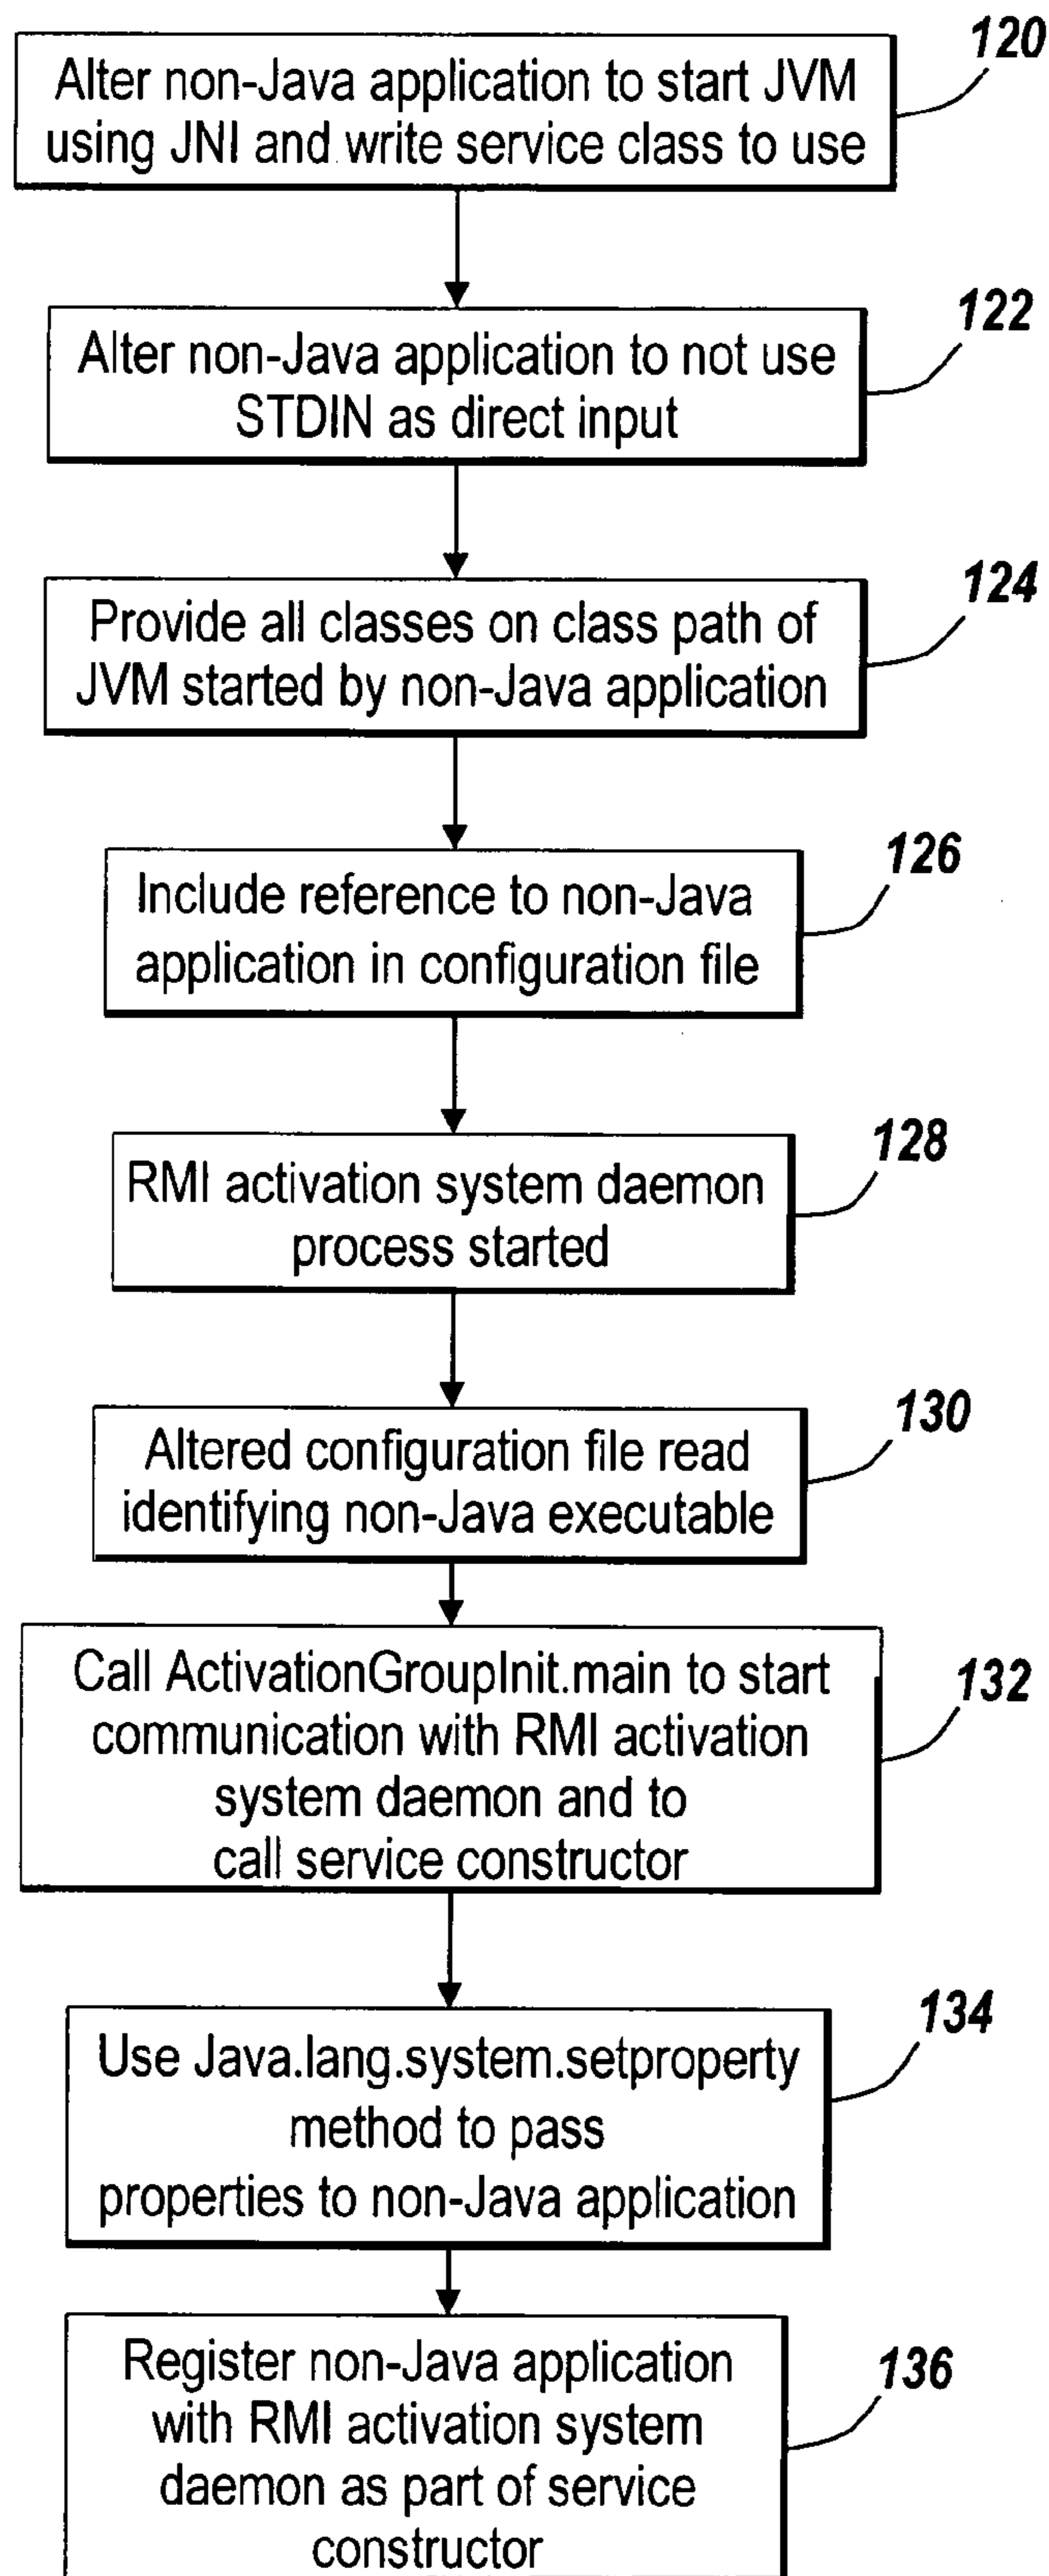 120
Alter non-Java application to start JVM
using JNI and write service class to use
122
Alter non-Java application to not use
STDIN as direct input
124
Provide all classes on class path of
JVM started by non-Java application
126
Include reference to non-Java
application in configuration file
128
RMI activation system daemon
process started
130
Altered configuration file read
identifying non-Java executable
132
Call ActivationGroupInit.main to start
communication with RMI activation
system daemon and to
call service constructor
134
Use Java.lang.system.setproperty
method to pass
properties to non-Java application
136
Register non-Java application
with RMI activation system
daemon as part of service
constructor